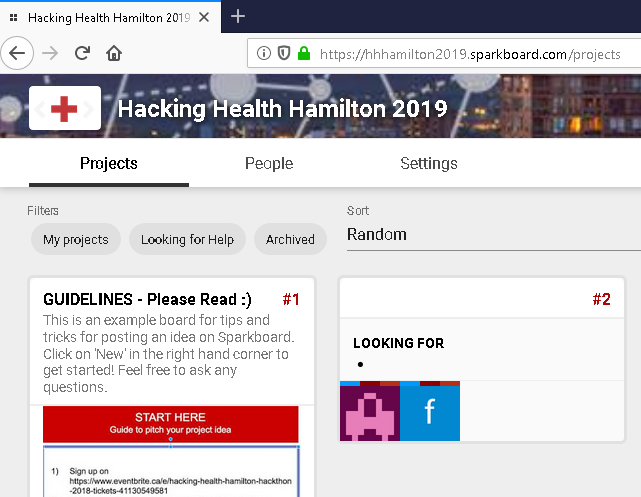 Hacking Health Hamilton 2019
https://hhhamilton2019.sparkboard.com/projects
Hacking Health Hamilton 2019
Projects People Settings
Filters Sort
My projects Looking for Help Archived Random
GUIDELINES - Please Read :) #1
This is an example board for tips and
tricks for posting an idea on Sparkboard.
Click on 'New' in the right hand corner to
get started! Feel free to ask any
questions.
START HERE
Guide to pitch your project idea
1) Sign up on
https://www.eventbrite.ca/e/hacking-health-hamilton-hackthon
-2018-tickets-41130549581
#2
LOOKING FOR
•
f